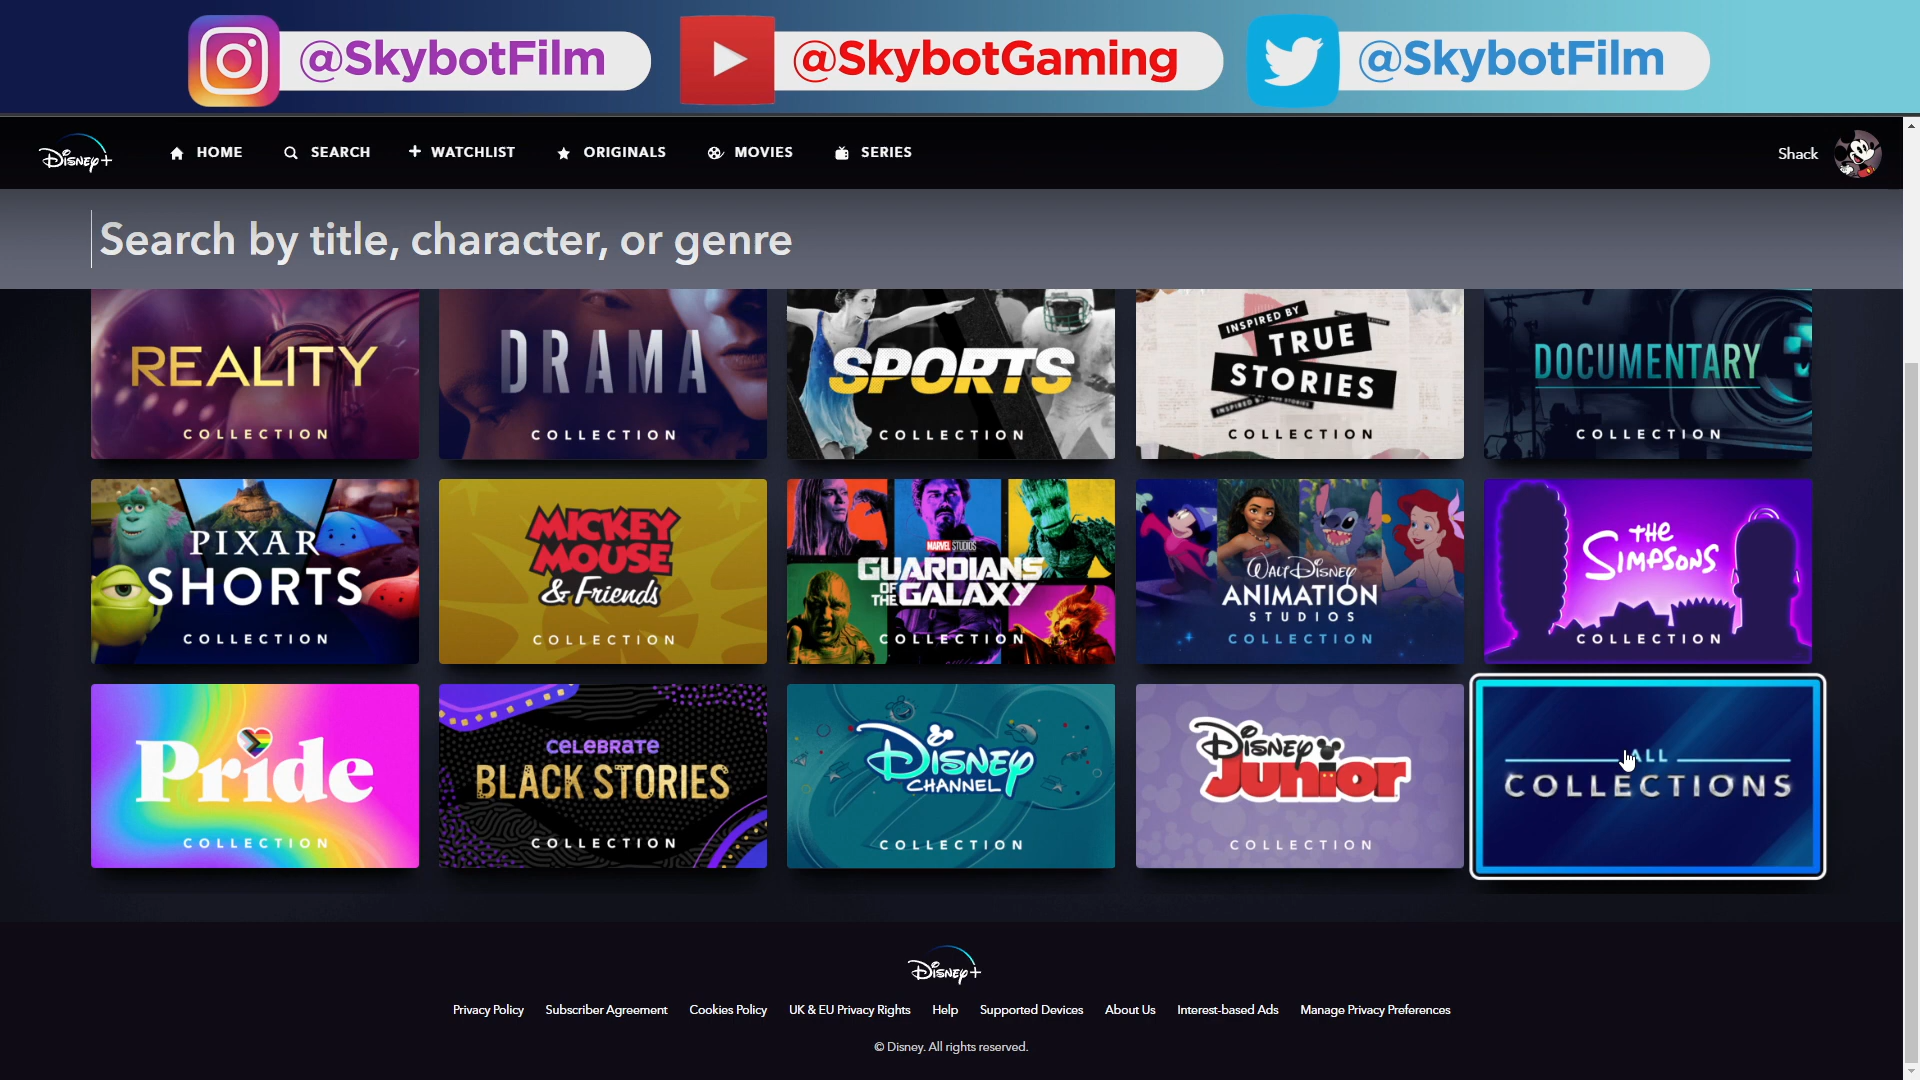 @SkybotFilm
@SkybotGaming
@SkybotFilm
Disney+
HOME
SEARCH
WATCHLIST
ORIGINALS
MOVIES
SERIES
Shack
Search by title, character, or genre
REALITY
COLLECTION
DRAMA
COLLECTION
SPORTS
COLLECTION
INSPIRED BY
TRUE
STORIES
INSPIRED BY TRUE STORIES
COLLECTION
DOCUMENTARY
COLLECTION
PIXAR
SHORTS
COLLECTION
MICKEY
MOUSE
& Friends
COLLECTION
MARVEL STUDIOS
GUARDIANS
OF THE GALAXY
COLLECTION
WALT DISNEY
ANIMATION
STUDIOS
COLLECTION
THE
SIMPSONS
COLLECTION
Pride
COLLECTION
CELEBRATE
BLACK STORIES
COLLECTION
DISNEY
CHANNEL
COLLECTION
DISNEY
Junior
COLLECTION
ALL
COLLECTIONS
Disney+
Privacy Policy
Subscriber Agreement
Cookies Policy
UK & EU Privacy Rights
Help
Supported Devices
About Us
Interest-based Ads
Manage Privacy Preferences
© Disney. All rights reserved.